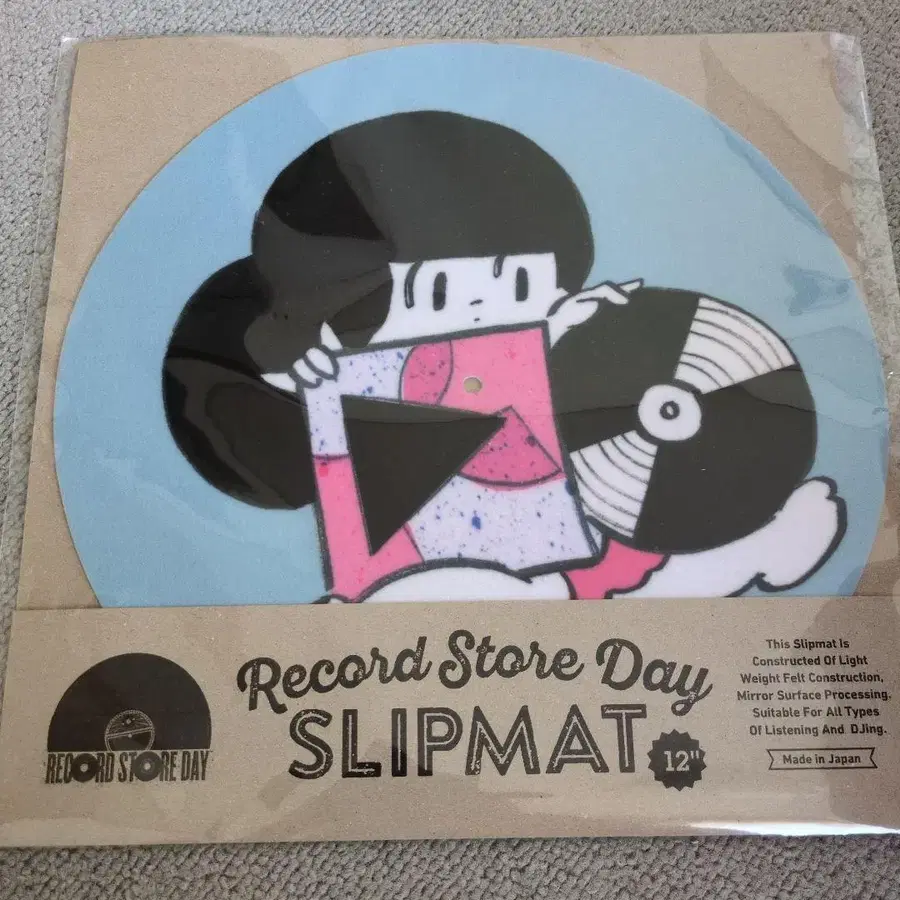 RECORD STORE DAY
Record Store Day
SLIPMAT
12"
This Slipmat Is
Constructed Of Light
Weight Felt Construction,
Mirror Surface Processing.
Suitable For All Types
Of Listening And DJing.
Made in Japan